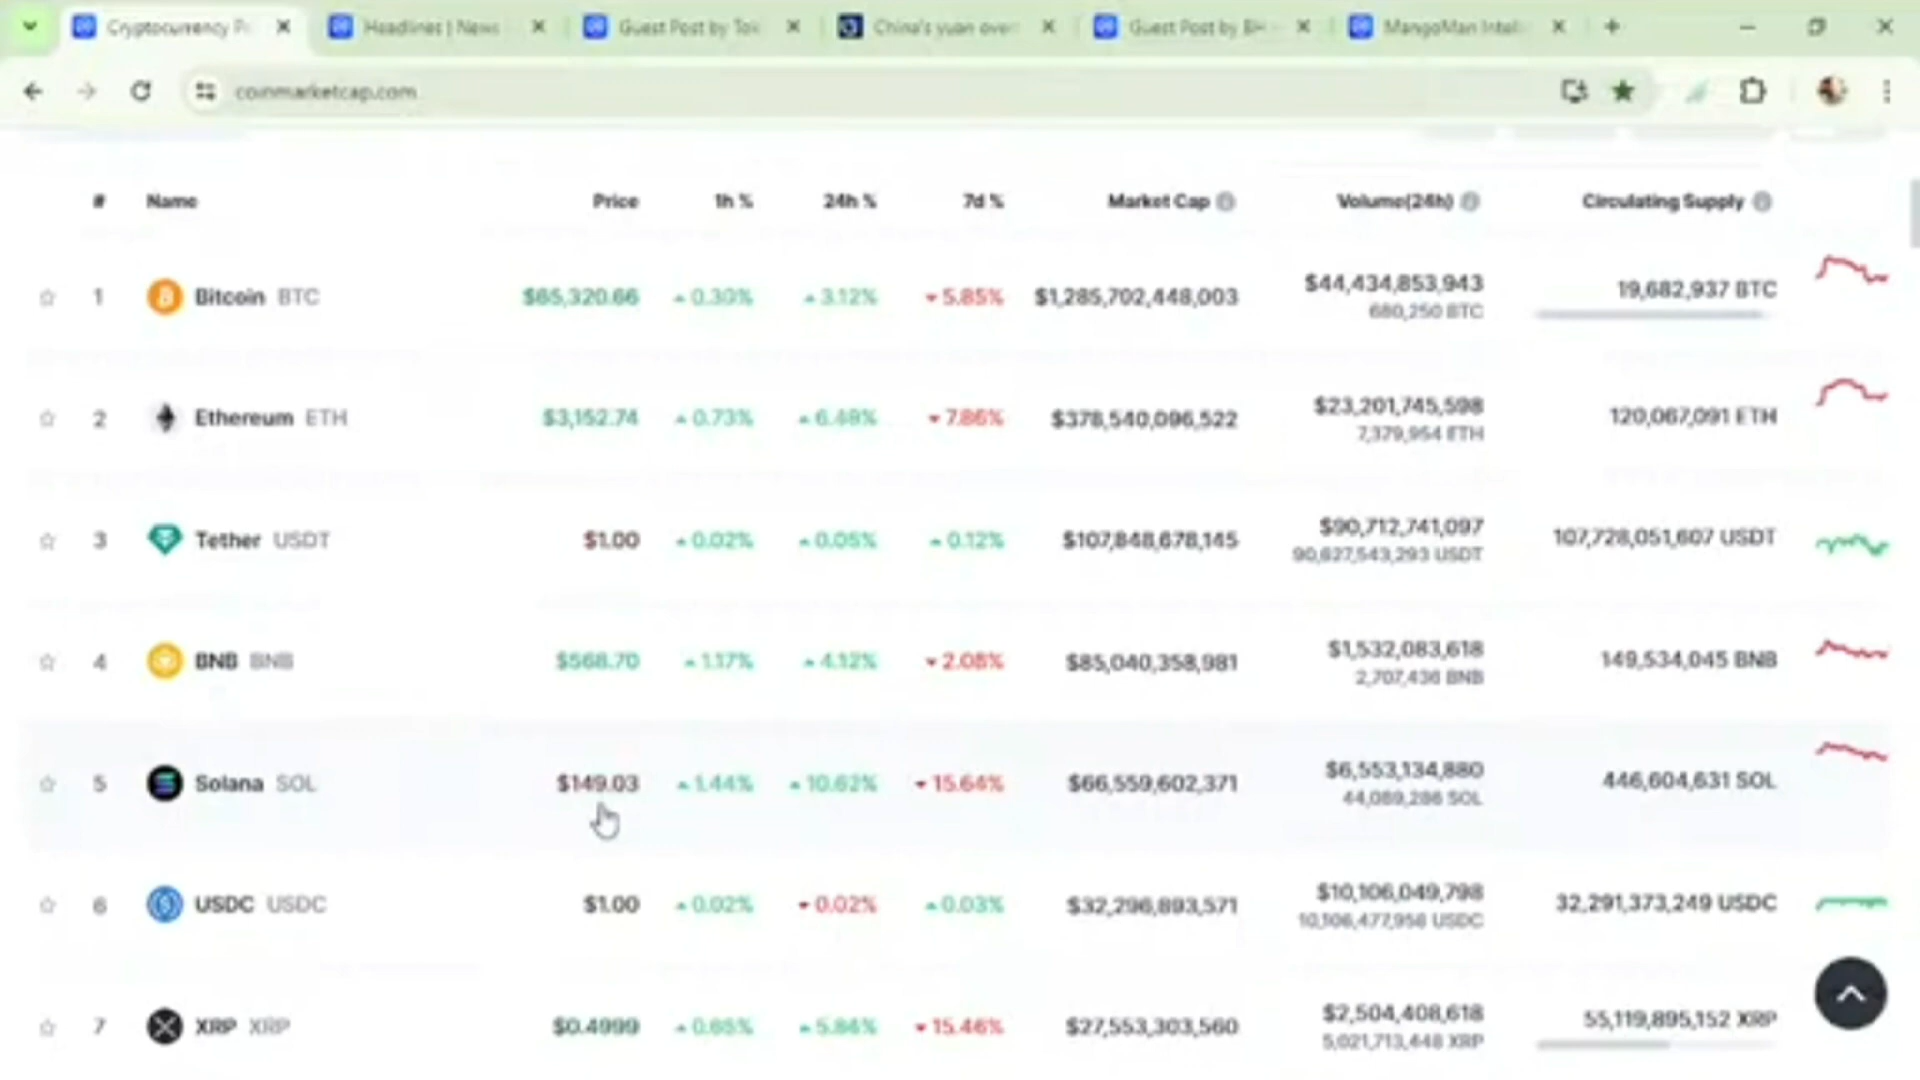 Cryptocurrency Pr
Headlines | News
Guest Post by Tok
China's yuan over
Guest Post by BH
MangoMan Intel
coinmarketcap.com
# Name Price 1h % 24h % 7d % Market Cap Volume(24h) Circulating Supply
1 Bitcoin BTC $65,320.66 0.30% 3.12% 5.85% $1,285,702,448,003 $44,434,853,943 19,682,937 BTC
680,250 BTC
2 Ethereum ETH $3,152.74 0.73% 6.48% 7.86% $378,540,096,522 $23,201,745,598 120,067,091 ETH
7,379,954 ETH
3 Tether USDT $1.00 0.02% 0.05% 0.12% $107,848,678,145 $90,712,741,097 107,728,051,607 USDT
90,627,543,293 USDT
4 BNB BNB $568.70 1.17% 4.12% 2.08% $85,040,358,981 $1,532,083,618 149,534,045 BNB
2,707,436 BNB
5 Solana SOL $149.03 1.44% 10.62% 15.64% $66,559,602,371 $6,553,134,880 446,604,631 SOL
44,089,286 SOL
6 USDC USDC $1.00 0.02% 0.02% 0.03% $32,296,893,571 $10,106,049,798 32,291,373,249 USDC
10,106,477,958 USDC
7 XRP XRP $0.4999 0.65% 5.84% 15.46% $27,553,303,560 $2,504,408,618 55,119,895,152 XRP
5,021,713,448 XRP